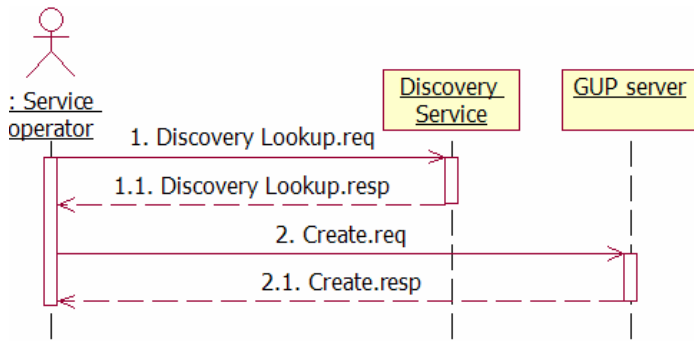 : Service
operator
Discovery
Service
GUP server
1. Discovery Lookup.req
1.1. Discovery Lookup.resp
2. Create.req
2.1. Create.resp